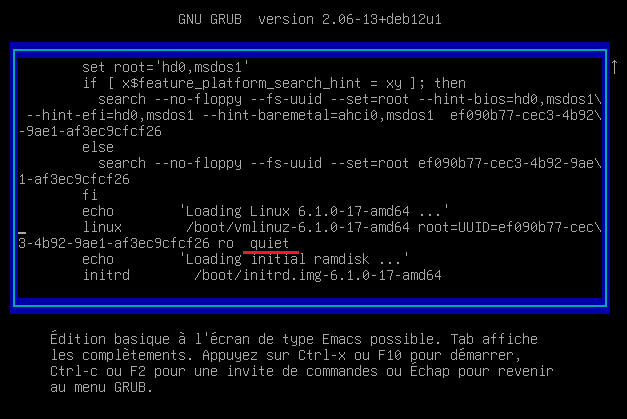 GNU GRUB  version 2.06-13+deb12u1
set root='hd0,msdos1'
if [ x$feature_platform_search_hint = xy ]; then
search --no-floppy --fs-uuid --set=root --hint-bios=hd0,msdos1\
--hint-efi=hd0,msdos1 --hint-baremetal=ahci0,msdos1  ef090b77-cec3-4b92\
-9ae1-af3ec9cfcf26
else
search --no-floppy --fs-uuid --set=root ef090b77-cec3-4b92-9ae\
1-af3ec9cfcf26
fi
echo        'Loading Linux 6.1.0-17-amd64 ...'
linux       /boot/vmlinuz-6.1.0-17-amd64 root=UUID=ef090b77-cec\
3-4b92-9ae1-af3ec9cfcf26 ro  quiet
echo        'Loading initial ramdisk ...'
initrd        /boot/initrd.img-6.1.0-17-amd64
Édition basique à l'écran de type Emacs possible. Tab affiche
les complètements. Appuyez sur Ctrl-x ou F10 pour démarrer,
Ctrl-c ou F2 pour une invite de commandes ou Échap pour revenir
au menu GRUB.